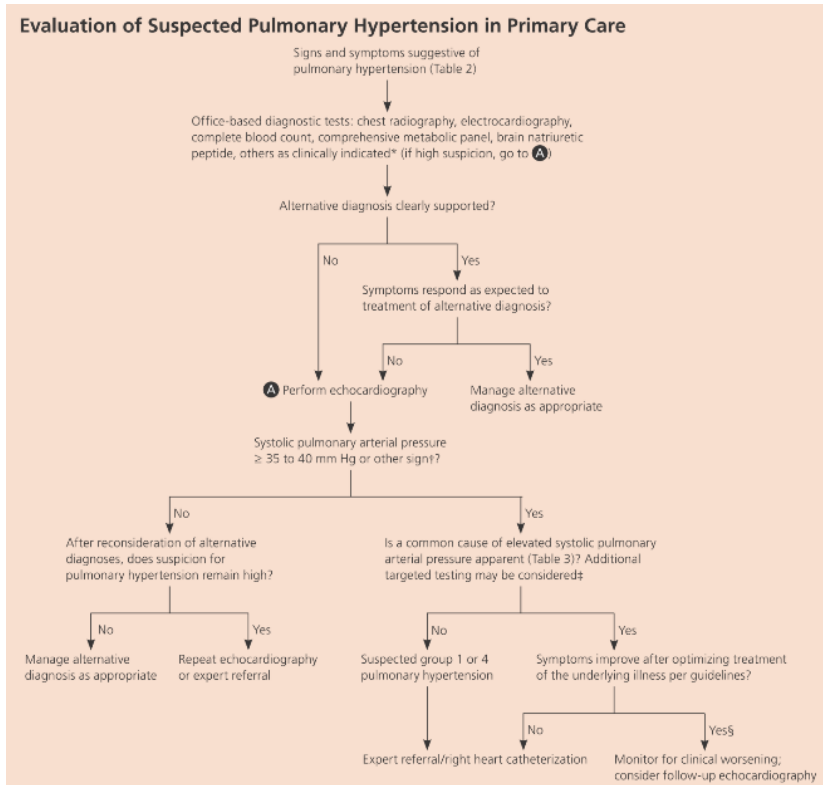 Evaluation of Suspected Pulmonary Hypertension in Primary Care
Signs and symptoms suggestive of
pulmonary hypertension (Table 2)
Office-based diagnostic tests: chest radiography, electrocardiography,
complete blood count, comprehensive metabolic panel, brain natriuretic
peptide, others as clinically indicated* (if high suspicion, go to A)
Alternative diagnosis clearly supported?
No
Yes
Symptoms respond as expected to
treatment of alternative diagnosis?
No
Yes
A Perform echocardiography
Manage alternative
diagnosis as appropriate
Systolic pulmonary arterial pressure
≥ 35 to 40 mm Hg or other sign†?
No
Yes
After reconsideration of alternative
diagnoses, does suspicion for
pulmonary hypertension remain high?
Is a common cause of elevated systolic pulmonary
arterial pressure apparent (Table 3)? Additional
targeted testing may be considered‡
No
Yes
No
Yes
Manage alternative
diagnosis as appropriate
Repeat echocardiography
or expert referral
Suspected group 1 or 4
pulmonary hypertension
Symptoms improve after optimizing treatment
of the underlying illness per guidelines?
No
Yes§
Expert referral/right heart catheterization
Monitor for clinical worsening;
consider follow-up echocardiography